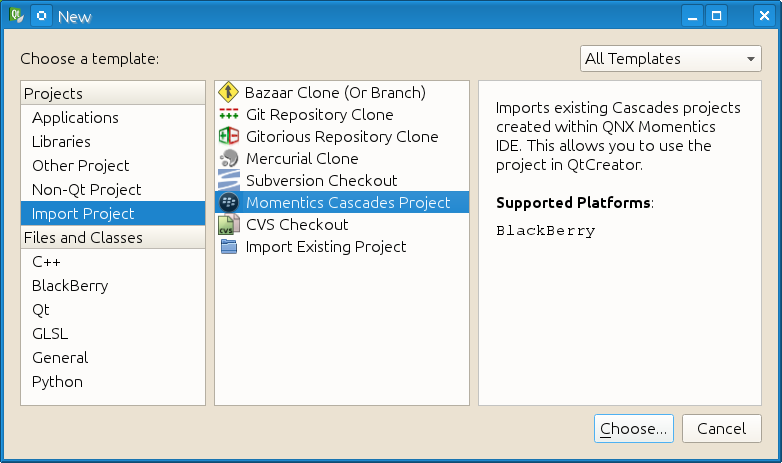 New
Choose a template:
All Templates
Projects
Applications
Libraries
Other Project
Non-Qt Project
Import Project
Files and Classes
C++
BlackBerry
Qt
GLSL
General
Python
Bazaar Clone (Or Branch)
Git Repository Clone
Gitorious Repository Clone
Mercurial Clone
Subversion Checkout
Momentics Cascades Project
CVS Checkout
Import Existing Project
Imports existing Cascades projects
created within QNX Momentics
IDE. This allows you to use the
project in QtCreator.
Supported Platforms:
BlackBerry
Choose...
Cancel